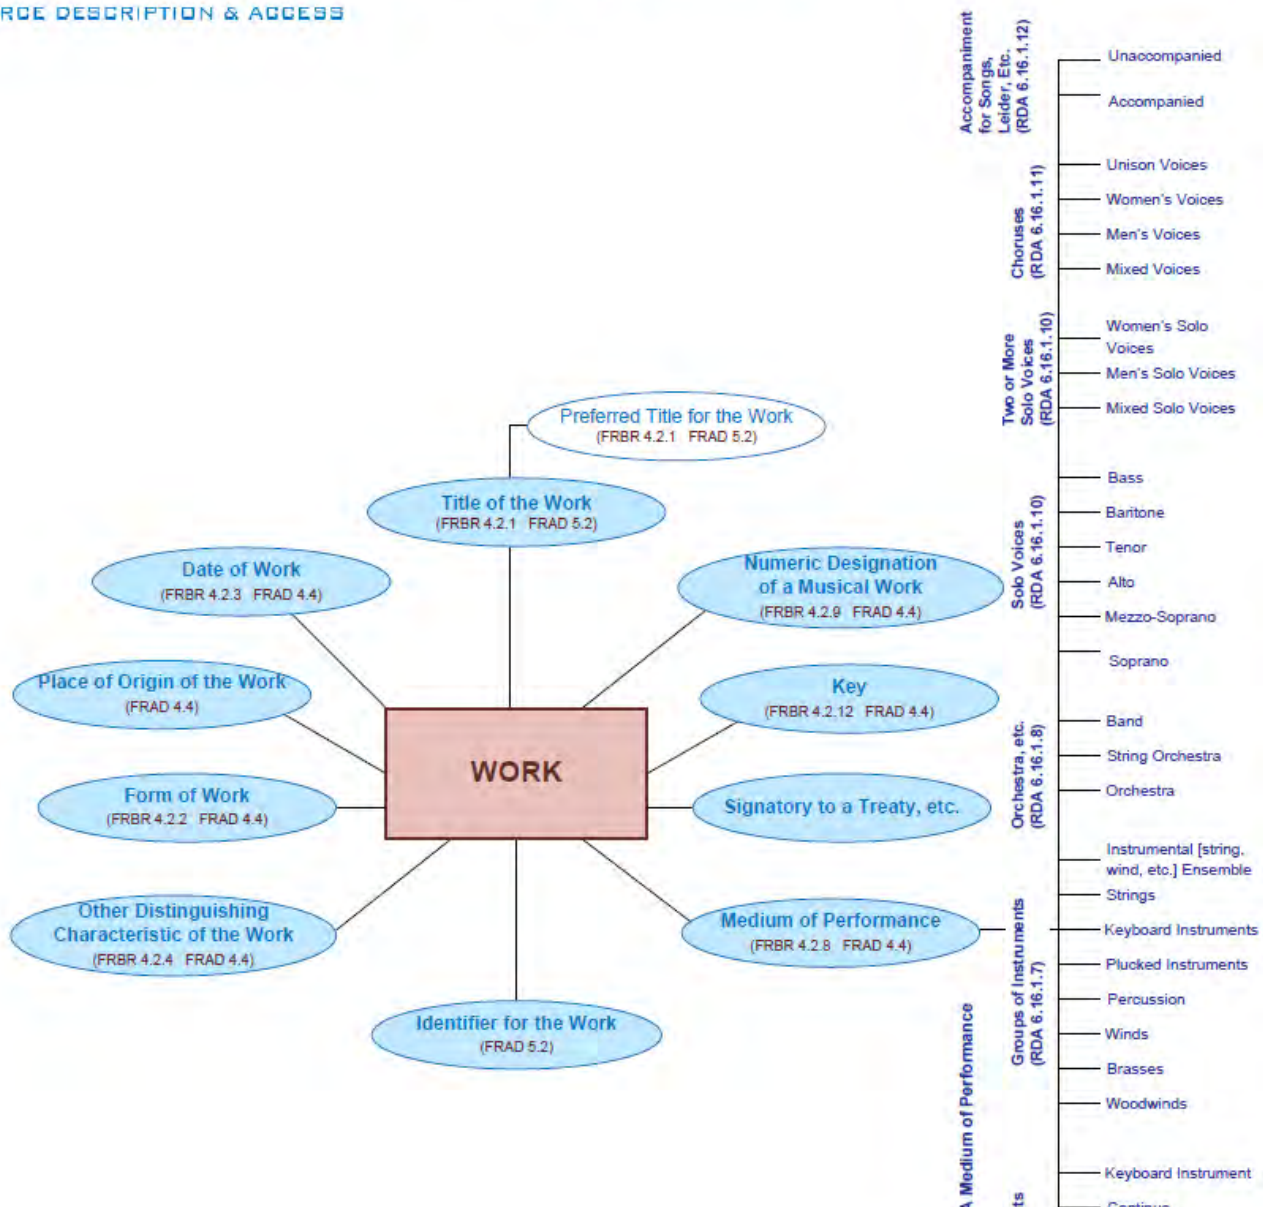 RCE DESCRIPTION & ACCESS
Accompaniment
for Songs,
Leider, Etc.
(RDA 6.16.1.12)
Unaccompanied
Accompanied
Choruses
(RDA 6.16.1.11)
Unison Voices
Women's Voices
Men's Voices
Mixed Voices
Two or More
Solo Voices
(RDA 6.16.1.10)
Women's Solo
Voices
Men's Solo Voices
Mixed Solo Voices
Preferred Title for the Work
(FRBR 4.2.1 FRAD 5.2)
Title of the Work
(FRBR 4.2.1 FRAD 5.2)
Date of Work
(FRBR 4.2.3 FRAD 4.4)
Numeric Designation
of a Musical Work
(FRBR 4.2.9 FRAD 4.4)
Solo Voices
(RDA 6.16.1.10)
Bass
Baritone
Tenor
Alto
Mezzo-Soprano
Soprano
Place of Origin of the Work
(FRAD 4.4)
Key
(FRBR 4.2.12 FRAD 4.4)
WORK
Form of Work
(FRBR 4.2.2 FRAD 4.4)
Signatory to a Treaty, etc.
Orchestra, etc.
(RDA 6.16.1.8)
Band
String Orchestra
Orchestra
Other Distinguishing
Characteristic of the Work
(FRBR 4.2.4 FRAD 4.4)
Medium of Performance
(FRBR 4.2.8 FRAD 4.4)
Identifier for the Work
(FRAD 5.2)
Groups of Instruments
(RDA 6.16.1.7)
Instrumental [string,
wind, etc.] Ensemble
Strings
Keyboard Instruments
Plucked Instruments
Percussion
Winds
Brasses
Woodwinds
A Medium of Performance
ts
Keyboard Instrument